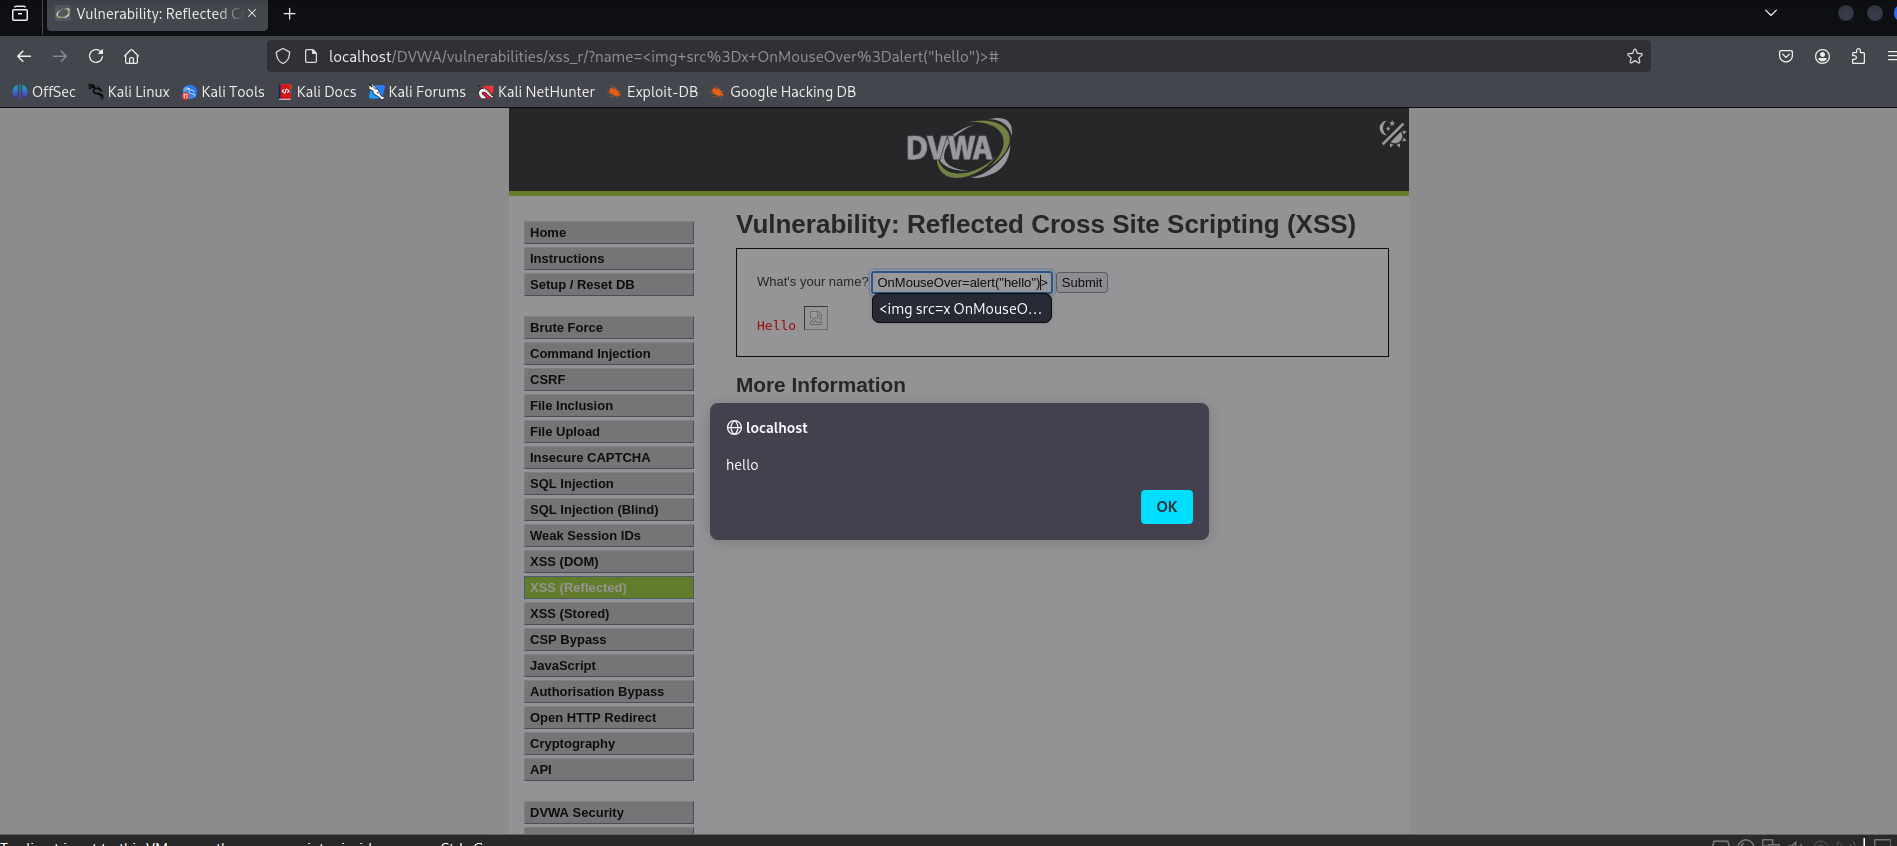 Vulnerability: Reflected C
localhost/DVWA/vulnerabilities/xss_r/?name=<img+src%3Dx+OnMouseOver%3Dalert("hello")>#
OffSec Kali Linux Kali Tools Kali Docs Kali Forums Kali NetHunter Exploit-DB Google Hacking DB
DVWA
Home
Instructions
Setup / Reset DB
Brute Force
Command Injection
CSRF
File Inclusion
File Upload
Insecure CAPTCHA
SQL Injection
SQL Injection (Blind)
Weak Session IDs
XSS (DOM)
XSS (Reflected)
XSS (Stored)
CSP Bypass
JavaScript
Authorisation Bypass
Open HTTP Redirect
Cryptography
API
DVWA Security
Vulnerability: Reflected Cross Site Scripting (XSS)
What's your name? OnMouseOver=alert("hello")> Submit
<img src=x OnMouseO...
Hello
More Information
localhost
hello
OK